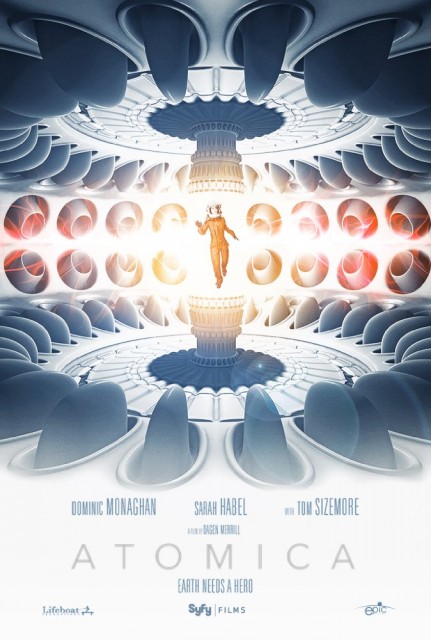 DOMINIC MONAGHAN SARAH HABEL WITH TOM SIZEMORE
A FILM BY DAGEN MERRILL
ATOMICA
EARTH NEEDS A HERO
Lifeboat Syfy FILMS epic